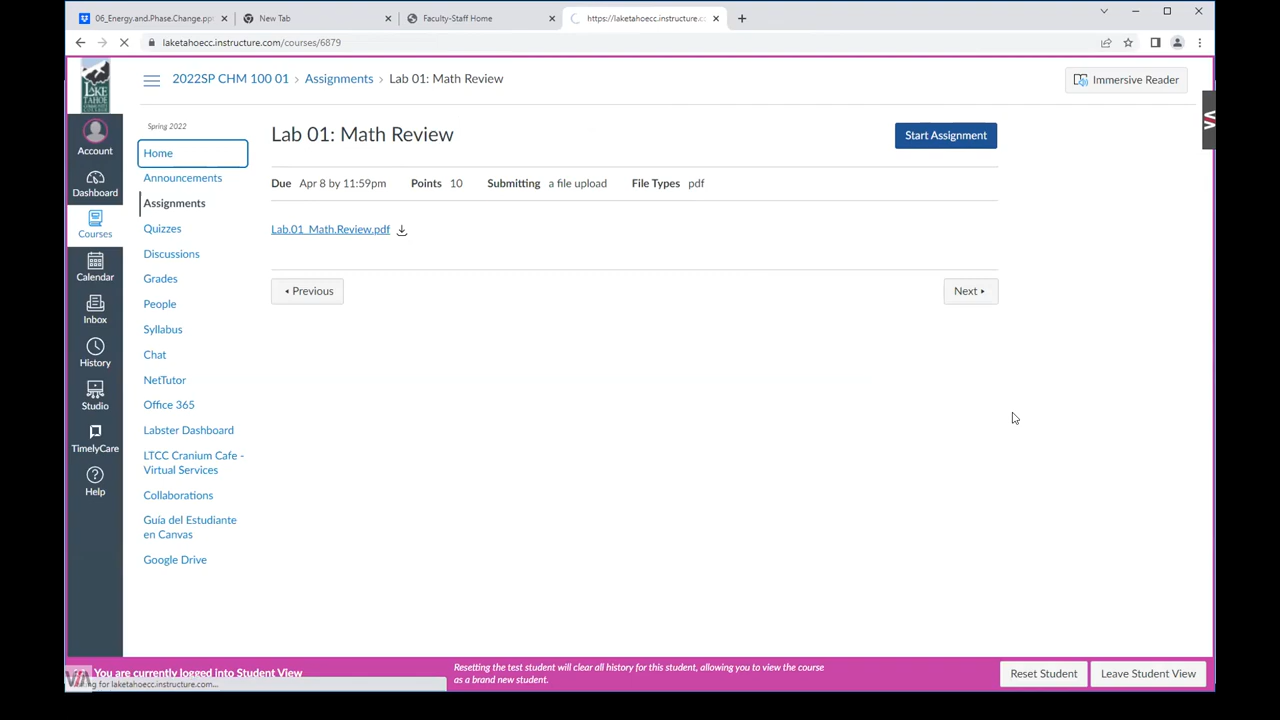 06_Energy.and.Phase.Change.pp
New Tab
Faculty-Staff Home
https://laketahoecc.instructure.c
laketahoecc.instructure.com/courses/6879
LAKE TAHOE
2022SP CHM 100 01 › Assignments › Lab 01: Math Review
Immersive Reader
Account
Dashboard
Courses
Calendar
Inbox
History
Studio
TimelyCare
Help
Spring 2022
Home
Announcements
Assignments
Quizzes
Discussions
Grades
People
Syllabus
Chat
NetTutor
Office 365
Labster Dashboard
LTCC Cranium Cafe -
Virtual Services
Collaborations
Guía del Estudiante
en Canvas
Google Drive
Lab 01: Math Review
Start Assignment
Due Apr 8 by 11:59pm Points 10 Submitting a file upload File Types pdf
Lab.01_Math.Review.pdf
Previous
Next
You are currently logged into Student View
Resetting the test student will clear all history for this student, allowing you to view the course
as a brand new student.
Reset Student
Leave Student View
for laketahoecc.instructure.com...